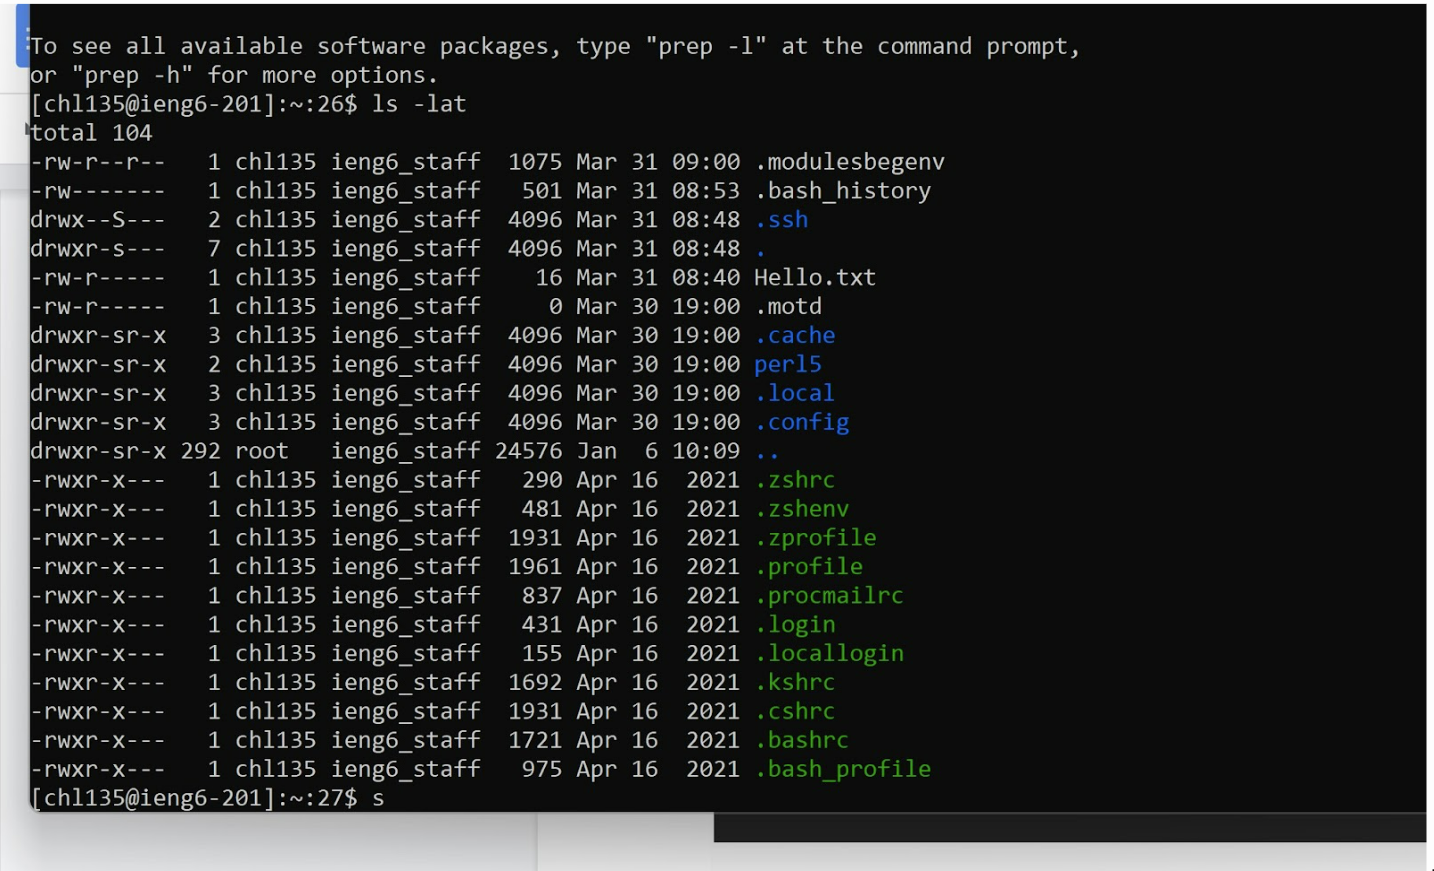 To see all available software packages, type "prep -l" at the command prompt,
or "prep -h" for more options.
[chl135@ieng6-201]:~:26$ ls -lat
total 104
-rw-r--r--   1 chl135 ieng6_staff  1075 Mar 31 09:00 .modulesbegenv
-rw-------   1 chl135 ieng6_staff   501 Mar 31 08:53 .bash_history
drwx--S---   2 chl135 ieng6_staff  4096 Mar 31 08:48 .ssh
drwxr-s---   7 chl135 ieng6_staff  4096 Mar 31 08:48 .
-rw-r-----   1 chl135 ieng6_staff    16 Mar 31 08:40 Hello.txt
-rw-r-----   1 chl135 ieng6_staff     0 Mar 30 19:00 .motd
drwxr-sr-x   3 chl135 ieng6_staff  4096 Mar 30 19:00 .cache
drwxr-sr-x   2 chl135 ieng6_staff  4096 Mar 30 19:00 perl5
drwxr-sr-x   3 chl135 ieng6_staff  4096 Mar 30 19:00 .local
drwxr-sr-x   3 chl135 ieng6_staff  4096 Mar 30 19:00 .config
drwxr-sr-x 292 root   ieng6_staff 24576 Jan  6 10:09 ..
-rwxr-x---   1 chl135 ieng6_staff   290 Apr 16  2021 .zshrc
-rwxr-x---   1 chl135 ieng6_staff   481 Apr 16  2021 .zshenv
-rwxr-x---   1 chl135 ieng6_staff  1931 Apr 16  2021 .zprofile
-rwxr-x---   1 chl135 ieng6_staff  1961 Apr 16  2021 .profile
-rwxr-x---   1 chl135 ieng6_staff   837 Apr 16  2021 .procmailrc
-rwxr-x---   1 chl135 ieng6_staff   431 Apr 16  2021 .login
-rwxr-x---   1 chl135 ieng6_staff   155 Apr 16  2021 .locallogin
-rwxr-x---   1 chl135 ieng6_staff  1692 Apr 16  2021 .kshrc
-rwxr-x---   1 chl135 ieng6_staff  1931 Apr 16  2021 .cshrc
-rwxr-x---   1 chl135 ieng6_staff  1721 Apr 16  2021 .bashrc
-rwxr-x---   1 chl135 ieng6_staff   975 Apr 16  2021 .bash_profile
[chl135@ieng6-201]:~:27$ s